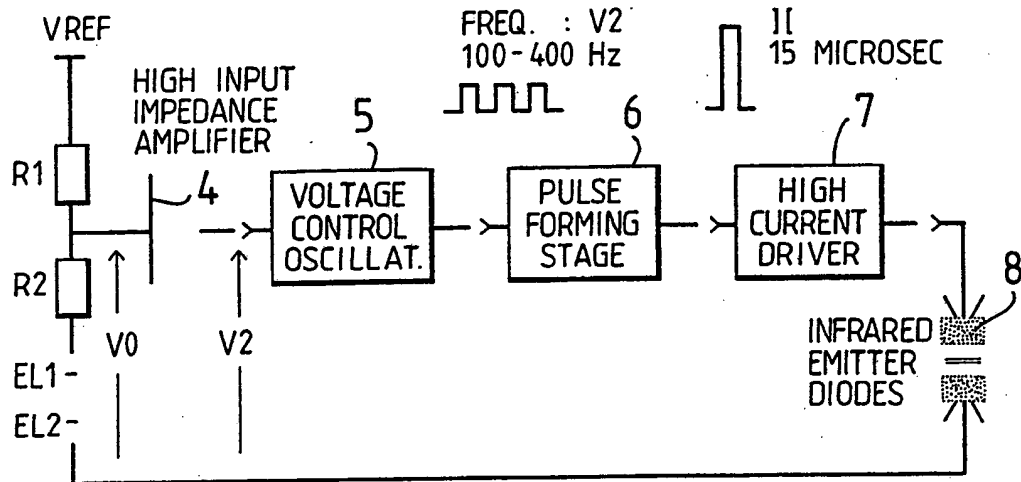 VREF
HIGH INPUT
IMPEDANCE
AMPLIFIER
4
R1
R2
V0
V2
EL1-
EL2-
5
VOLTAGE
CONTROL
OSCILLAT.
FREQ. : V2
100-400 Hz
6
PULSE
FORMING
STAGE
II
15 MICROSEC
7
HIGH
CURRENT
DRIVER
8
INFRARED
EMITTER
DIODES